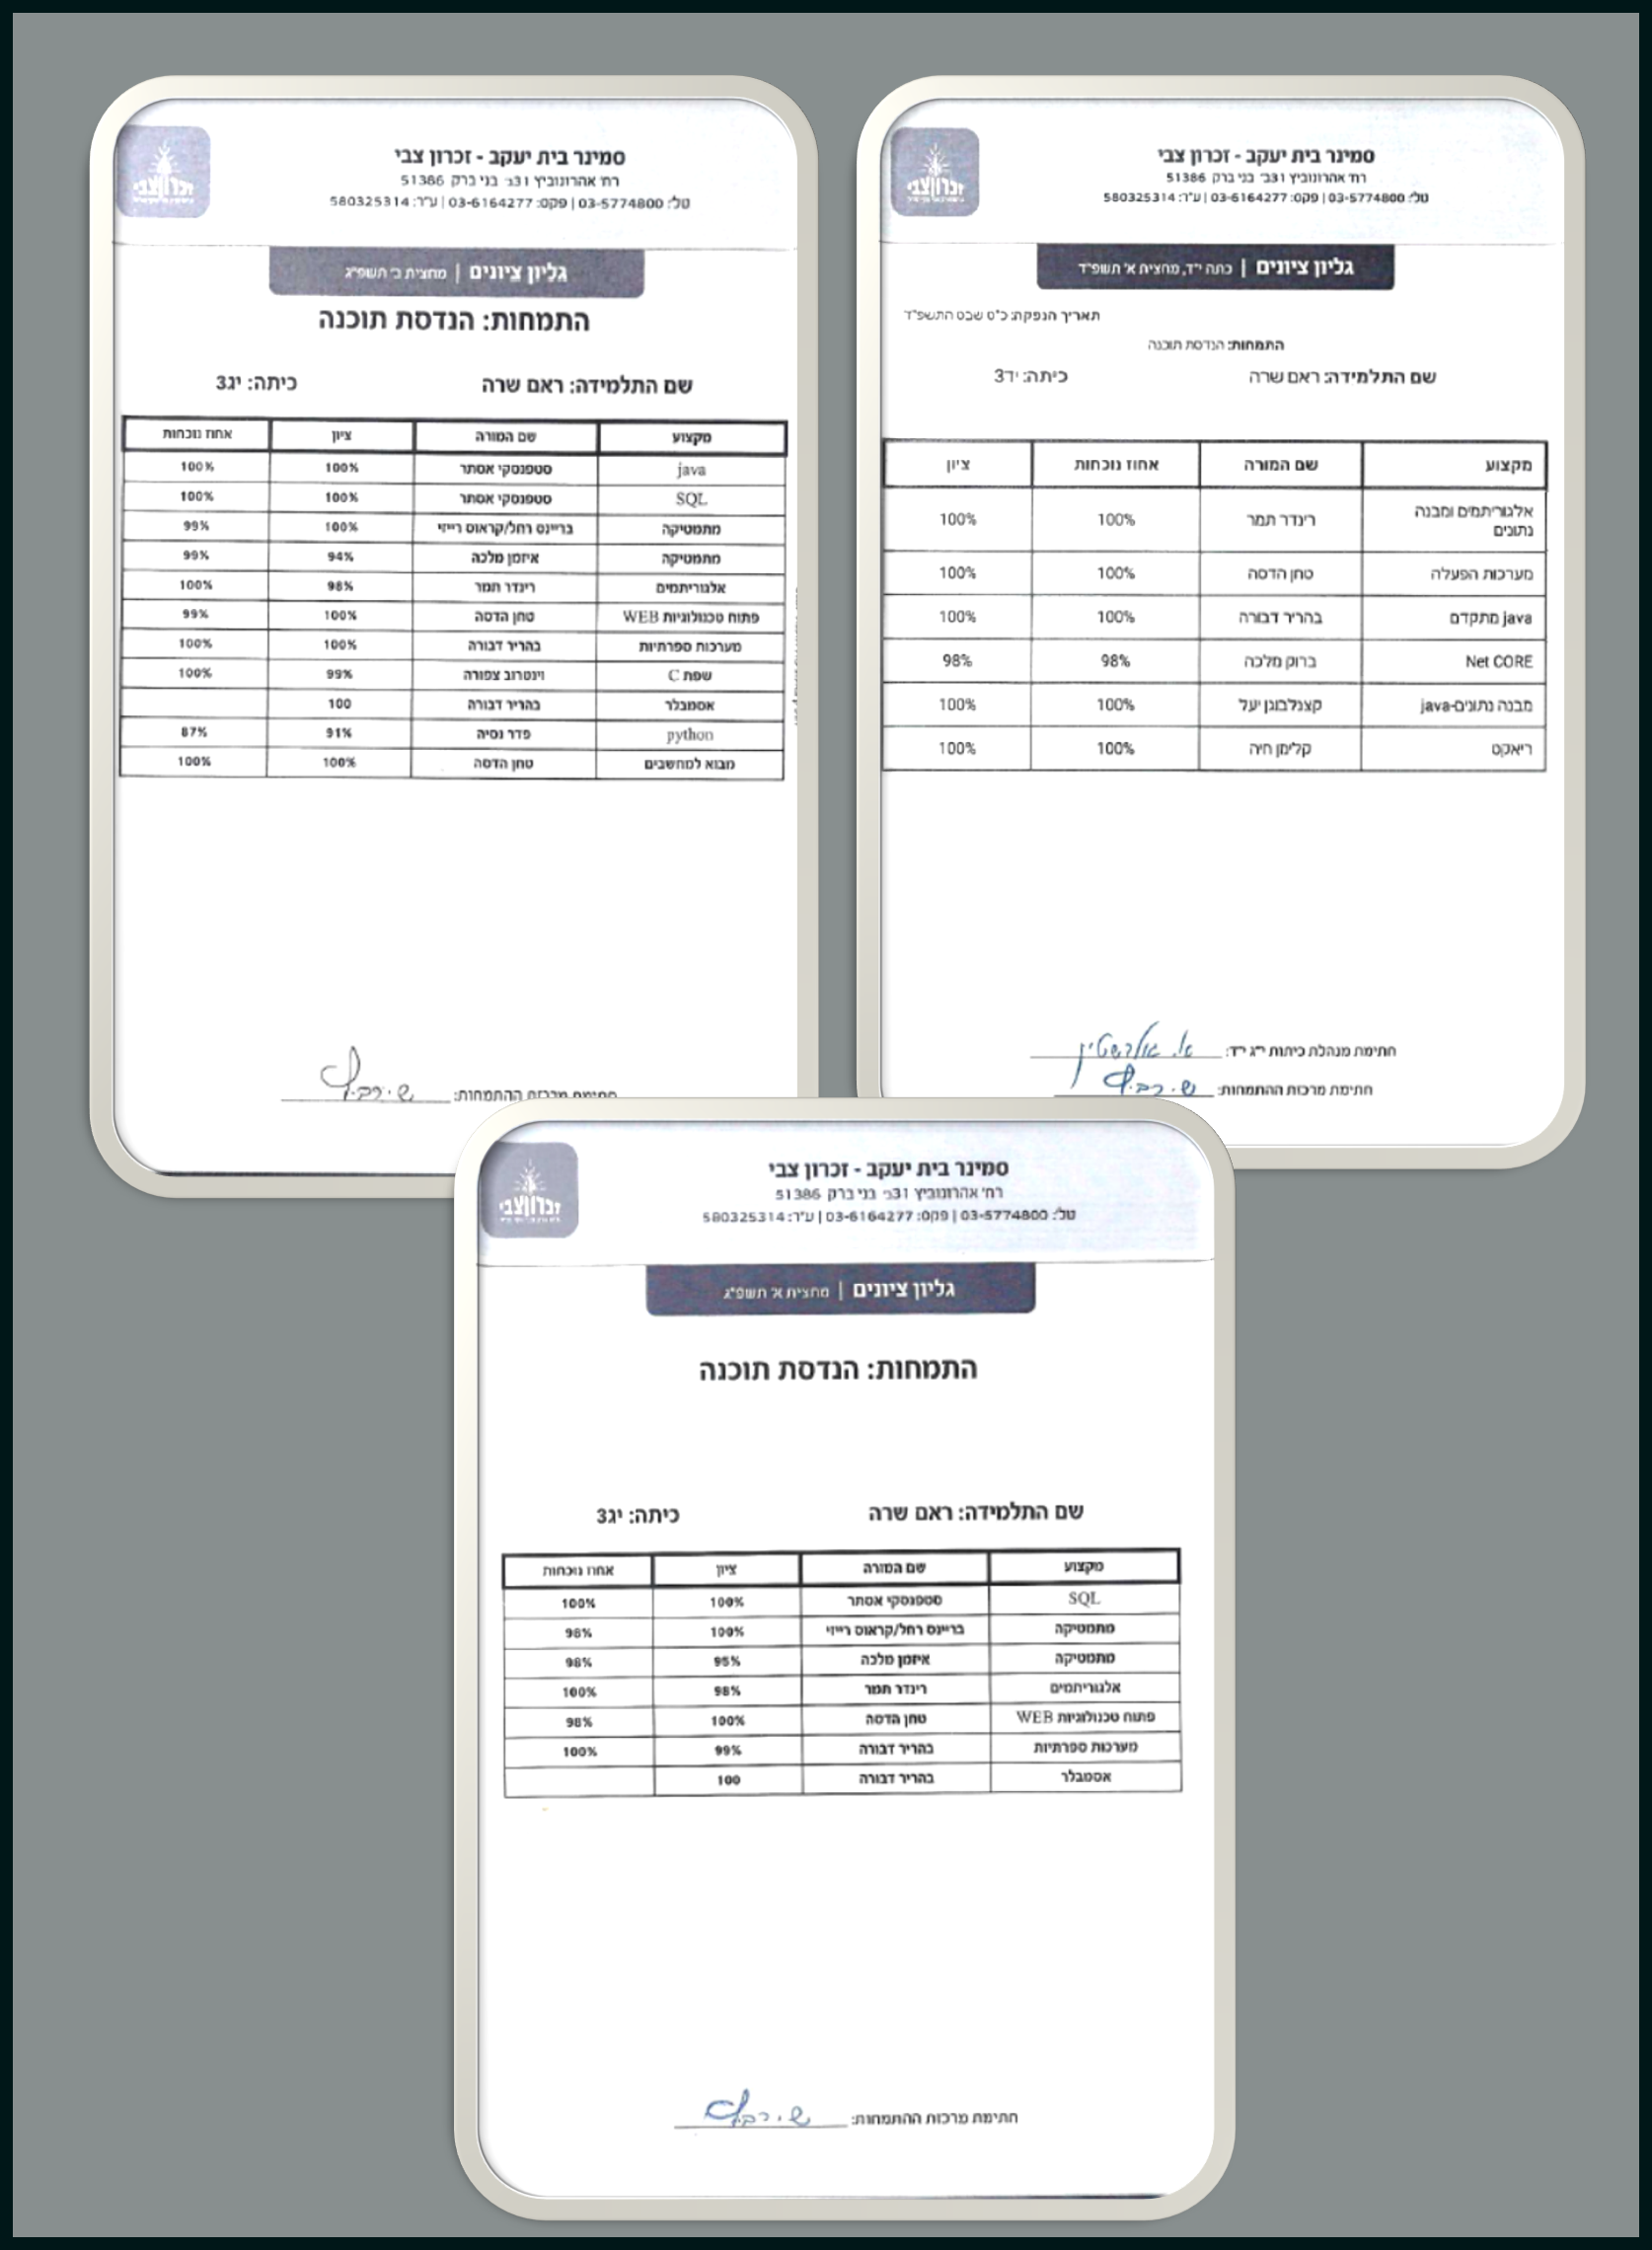 סמינר בית יעקב - זכרון צבי
רח' אהרונוביץ 31ב' בני ברק 51386
טל: 03-5774800 | פקס: 03-6164277 | ע"ר: 580325314
זכרון צבי
גליון ציונים | כתה י"ד, מחצית א' תשפ"ד
תאריך הנפקה: כ"ט שבט התשפ"ד
התמחות: הנדסת תוכנה
שם התלמידה: ראם שרה כיתה: יד3
מקצוע שם המורה אחוז נוכחות ציון
אלגוריתמים ומבנה
נתונים רינדר תמר 100% 100%
מערכות הפעלה טחן הדסה 100% 100%
java מתקדם בהריר דבורה 100% 100%
Net CORE ברוק מלכה 98% 98%
מבנה נתונים-java קצנלבוגן יעל 100% 100%
ריאקט קלימן חיה 100% 100%
חתימת מנהלת כיתות י"ג י"ד:
חתימת מרכזת ההתמחות:
סמינר בית יעקב - זכרון צבי
רח' אהרונוביץ 31ב' בני ברק 51386
טל: 03-5774800 | פקס: 03-6164277 | ע"ר: 580325314
זכרון צבי
גליון ציונים | מחצית ב' תשפ"ג
התמחות: הנדסת תוכנה
שם התלמידה: ראם שרה כיתה: יג3
מקצוע שם המורה ציון אחוז נוכחות
java סטפנסקי אסתר 100% 100%
SQL סטפנסקי אסתר 100% 100%
מתמטיקה בריינס רחל/קראוס רייזי 100% 99%
מתמטיקה איזמן מלכה 94% 99%
אלגוריתמים רינדר תמר 98% 100%
פתוח טכנולוגיות WEB טחן הדסה 100% 99%
מערכות ספרתיות בהריר דבורה 100% 100%
שפת C וינטרוב צפורה 99% 100%
אסמבלר בהריר דבורה 100
python פדר נסיה 91% 87%
מבוא למחשבים טחן הדסה 100% 100%
חתימת מרכזת ההתמחות:
סמינר בית יעקב - זכרון צבי
רח' אהרונוביץ 31ב' בני ברק 51386
טל: 03-5774800 | פקס: 03-6164277 | ע"ר: 580325314
זכרון צבי
גליון ציונים | מחצית א' תשפ"ג
התמחות: הנדסת תוכנה
שם התלמידה: ראם שרה כיתה: יג3
מקצוע שם המורה ציון אחוז נוכחות
SQL סטפנסקי אסתר 100% 100%
מתמטיקה בריינס רחל/קראוס רייזי 100% 98%
מתמטיקה איזמן מלכה 95% 98%
אלגוריתמים רינדר תמר 98% 100%
פתוח טכנולוגיות WEB טחן הדסה 100% 98%
מערכות ספרתיות בהריר דבורה 99% 100%
אסמבלר בהריר דבורה 100
חתימת מרכזת ההתמחות: